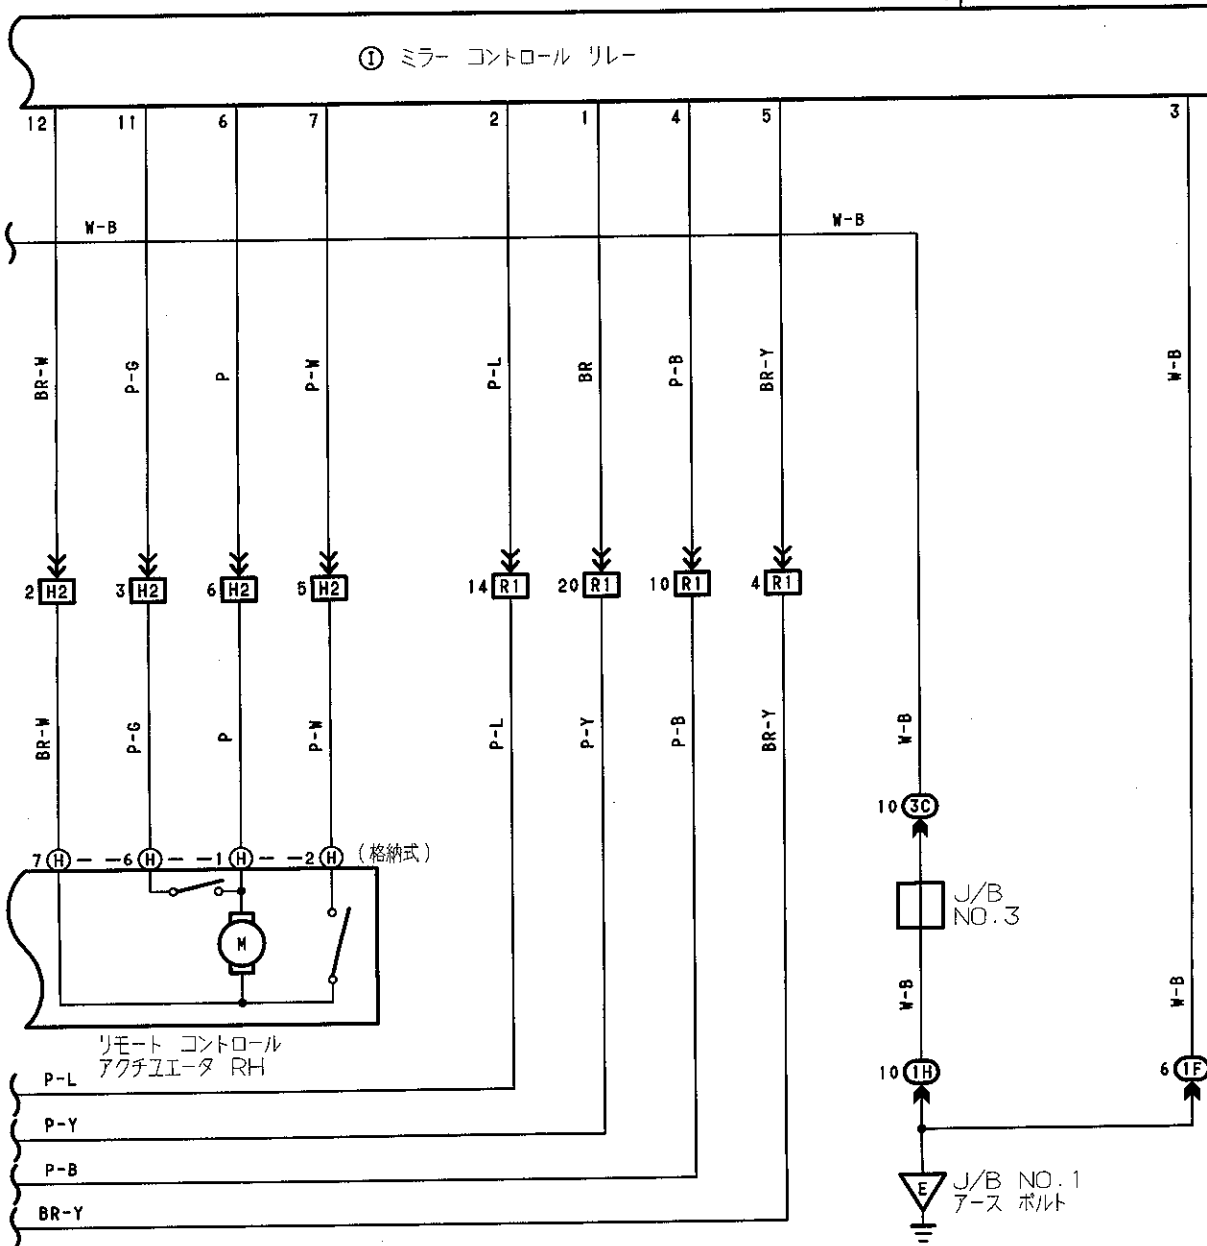 Ⓘ ミラー コントロール リレー
12 11 6 7 2 1 4 5 3
W-B W-B
BR-W P-G P P-W P-L BR P-B BR-Y W-B
2 H2 3 H2 6 H2 5 H2 14 R1 20 R1 10 R1 4 R1
BR-W P-G P P-W P-L P-Y P-B BR-Y W-B
10 3C
7 H 6 H 1 H 2 H (格納式)
J/B
NO.3
M
W-B W-B
リモート コントロール
アクチュエータ RH
10 1H 6 1F
P-L
P-Y
P-B
BR-Y
E J/B NO.1
アース ボルト